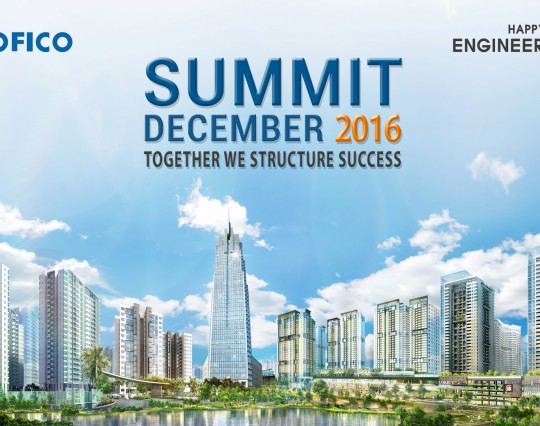 OFICO
HAPPY
ENGINEER
SUMMIT
DECEMBER 2016
TOGETHER WE STRUCTURE SUCCESS